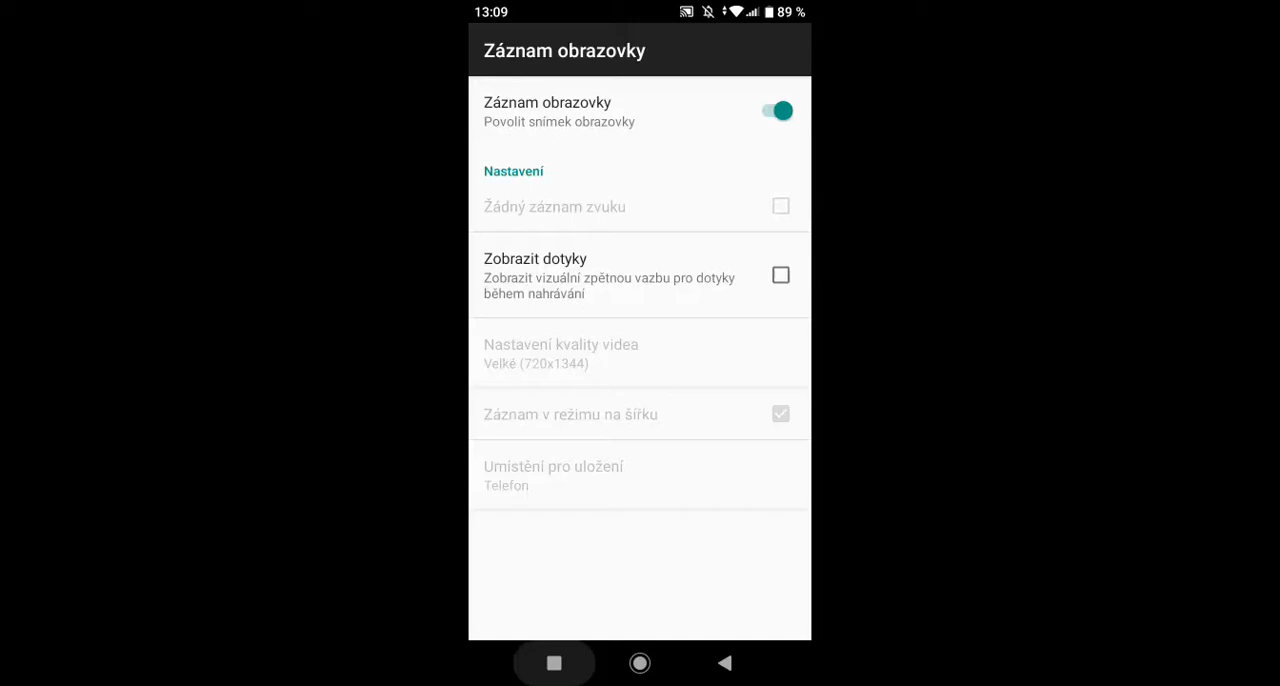 13:09
89 %
Záznam obrazovky
Záznam obrazovky
Povolit snímek obrazovky
Nastavení
Žádný záznam zvuku
Zobrazit dotyky
Zobrazit vizuální zpětnou vazbu pro dotyky
během nahrávání
Nastavení kvality videa
Velké (720x1344)
Záznam v režimu na šířku
Umístění pro uložení
Telefon